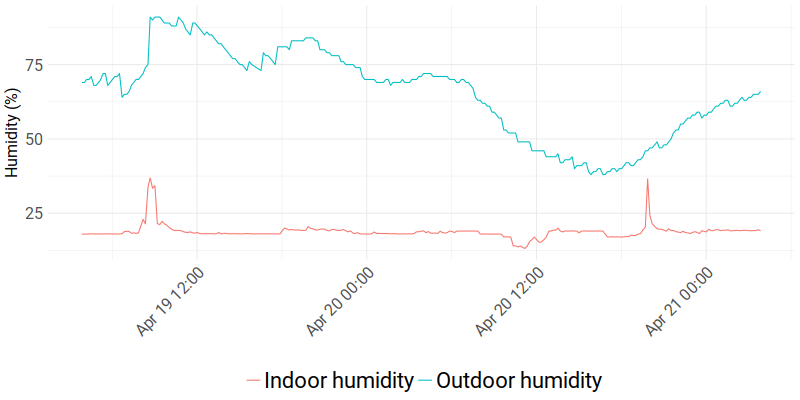 Humidity (%)
75
50
25
Apr 19 12:00
Apr 20 00:00
Apr 20 12:00
Apr 21 00:00
Indoor humidity
Outdoor humidity